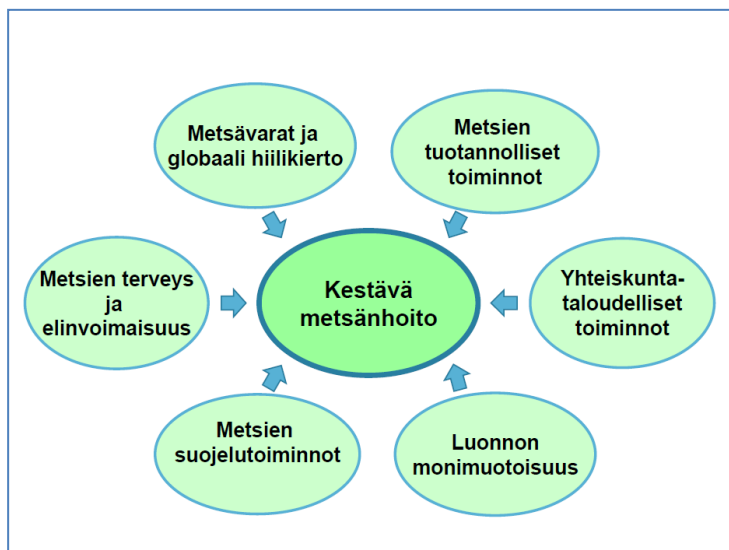 Metsävarat ja
globaali hiilikierto
Metsien
tuotannolliset
toiminnot
Metsien terveys
ja
elinvoimaisuus
Kestävä
metsänhoito
Yhteiskunta-
taloudelliset
toiminnot
Metsien
suojelutoiminnot
Luonnon
monimuotoisuus